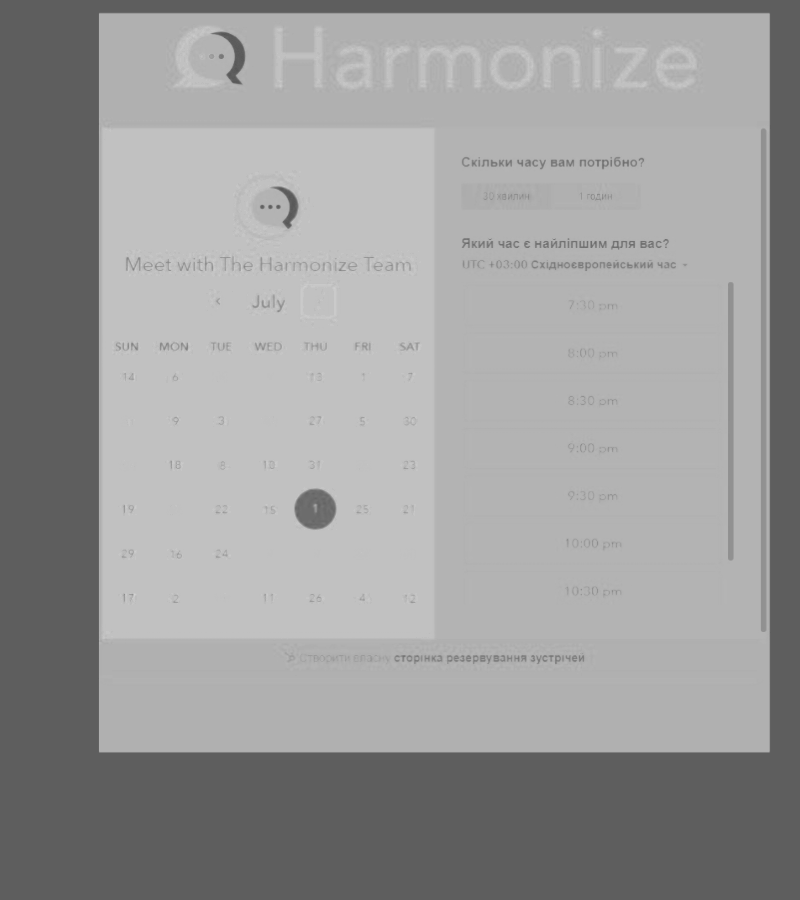 Harmonize
Meet with The Harmonize Team
‹ July
SUN MON TUE WED THU FRI SAT
14 6 13 1 7
9 3 27 5 30
18 8 10 31 23
19 22 15 1 25 21
29 16 24
17 2 11 26 4 12
Скільки часу вам потрібно?
30 хвилин 1 годин
Який час є найліпшим для вас?
UTC +03:00 Східноєвропейський час
7:30 pm
8:00 pm
8:30 pm
9:00 pm
9:30 pm
10:00 pm
10:30 pm
Створити власну сторінка резервування зустрічей